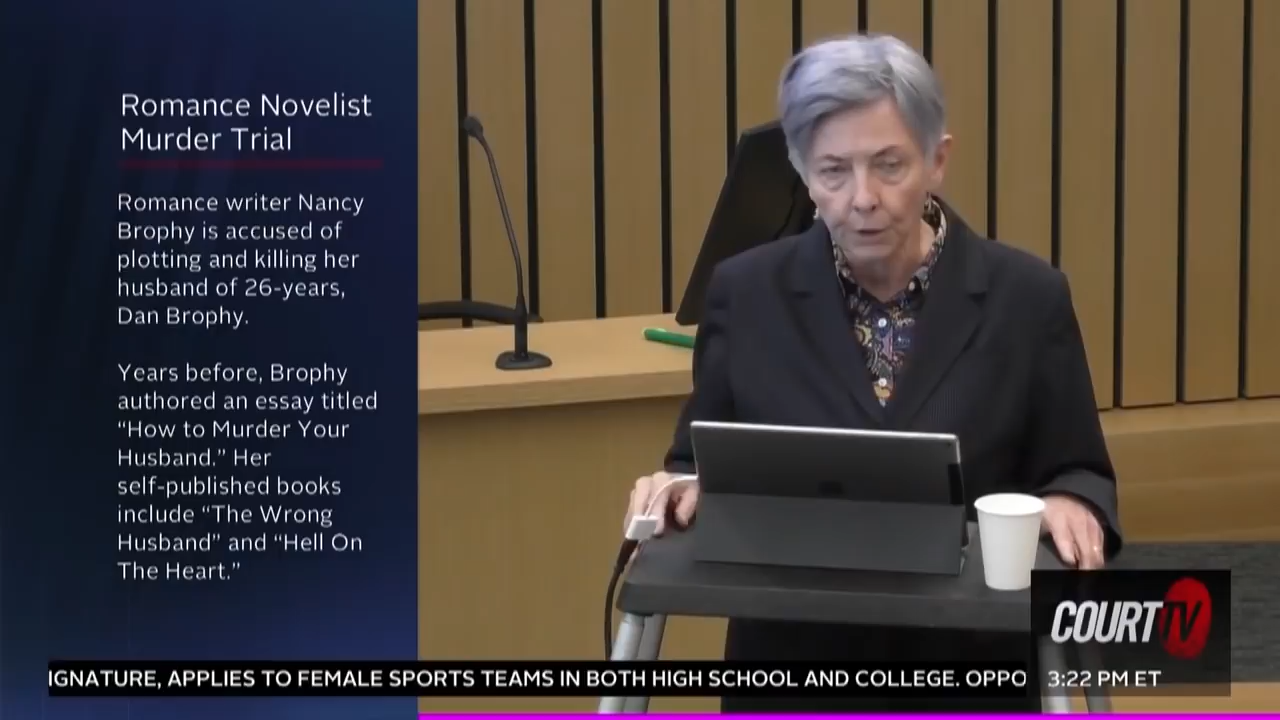 Romance Novelist
Murder Trial
Romance writer Nancy
Brophy is accused of
plotting and killing her
husband of 26-years,
Dan Brophy.
Years before, Brophy
authored an essay titled
“How to Murder Your
Husband.” Her
self-published books
include “The Wrong
Husband” and “Hell On
The Heart.”
COURT TV
IGNATURE, APPLIES TO FEMALE SPORTS TEAMS IN BOTH HIGH SCHOOL AND COLLEGE. OPPO
3:22 PM ET